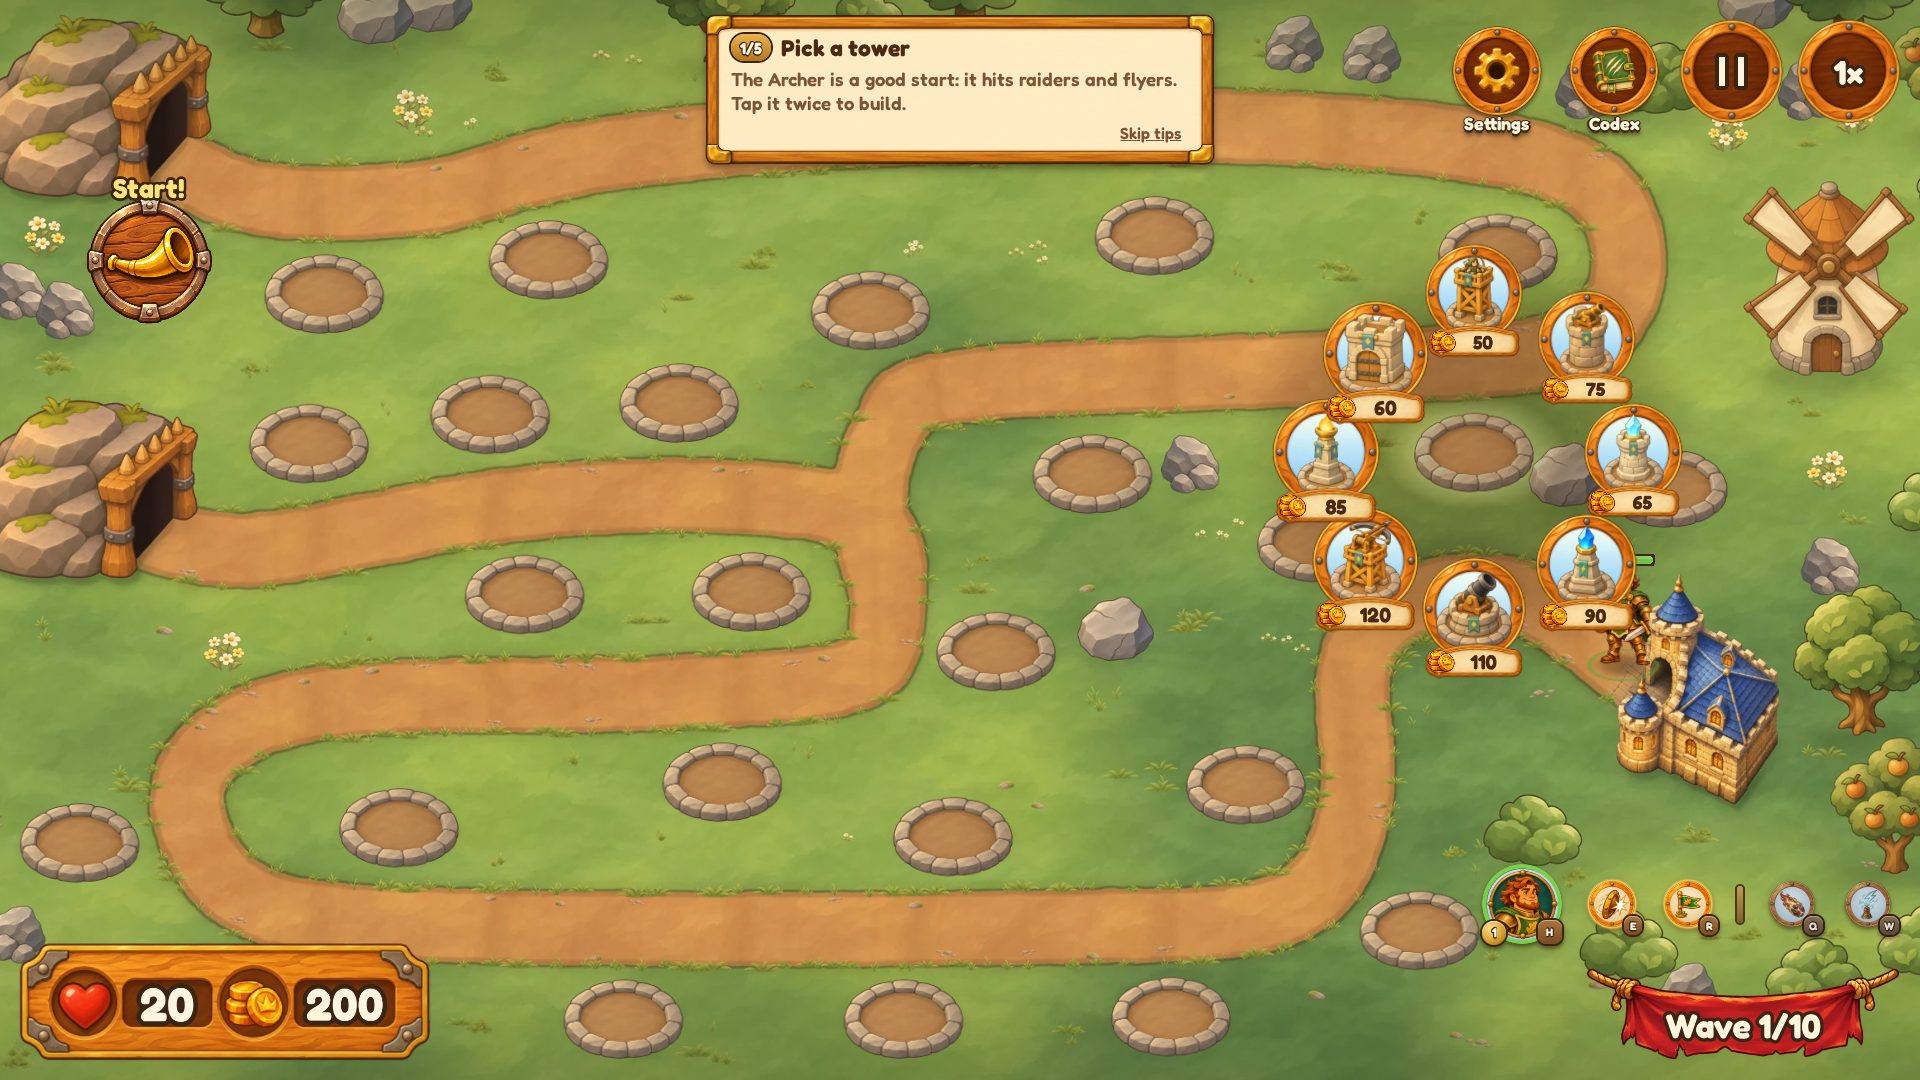 1/5 Pick a tower
The Archer is a good start: it hits raiders and flyers.
Tap it twice to build.
Skip tips
Settings
Codex
1x
Start!
50
75
60
65
85
120
90
110
1
H
E
R
Q
W
20
200
Wave 1/10